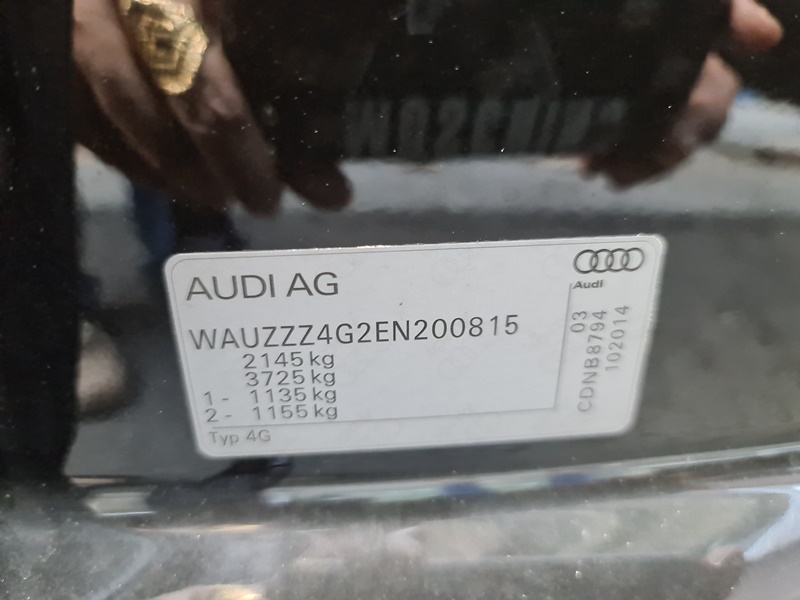 AUDI AG
Audi
WAUZZZ4G2EN200815
2145 kg
3725 kg
1 - 1135 kg
2 - 1155 kg
Typ 4G
03
CDNB8794
102014